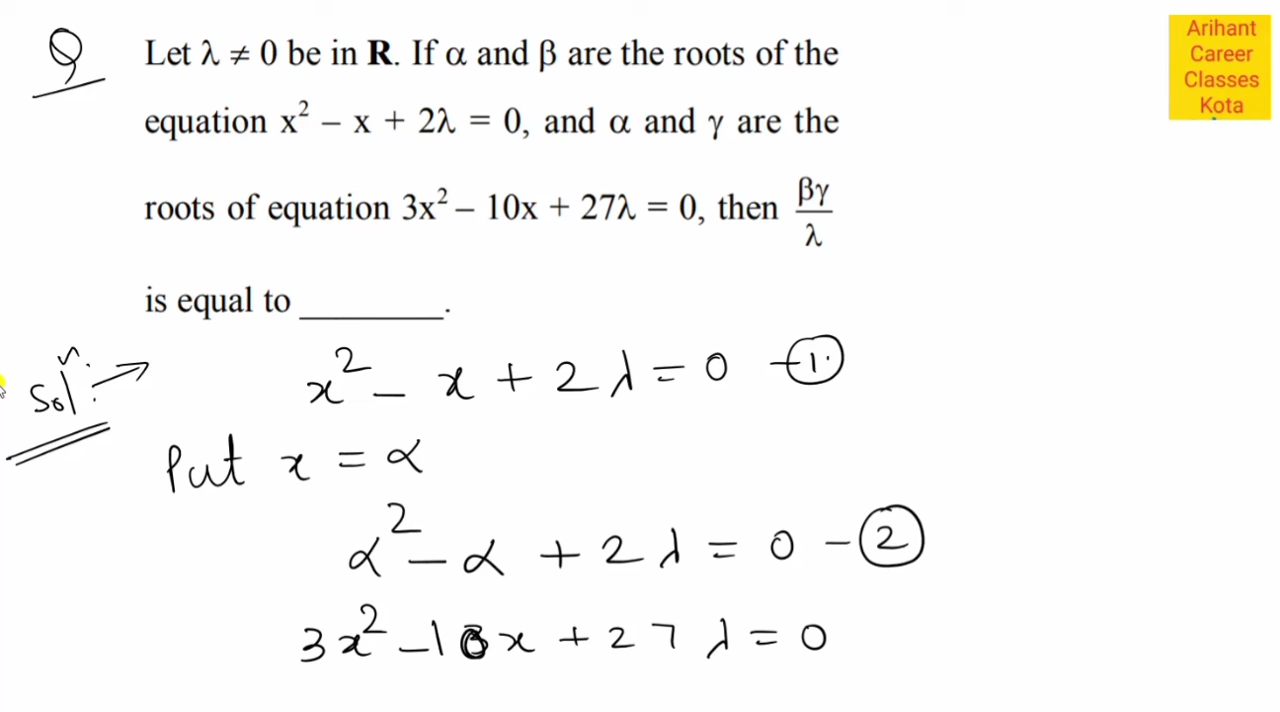 Q
Let λ ≠ 0 be in R. If α and β are the roots of the
equation x² – x + 2λ = 0, and α and γ are the
roots of equation 3x² – 10x + 27λ = 0, then βγ/λ
is equal to ________.
Arihant
Career
Classes
Kota
Solⁿ: → x² – x + 2λ = 0 –①
Put x = α
α² – α + 2λ = 0 –②
3x² – 10x + 27λ = 0